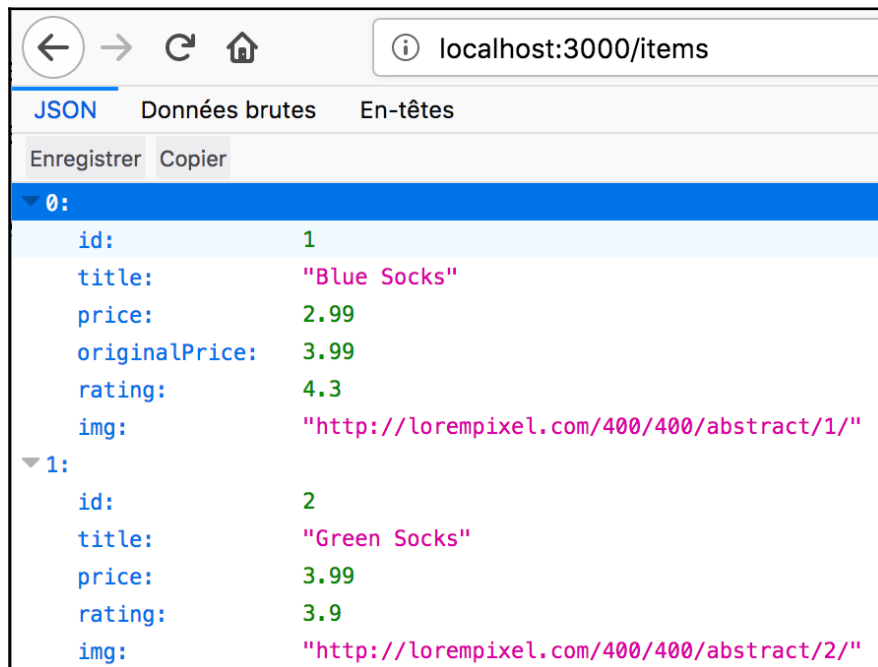 localhost:3000/items
JSON Données brutes En-têtes
Enregistrer Copier
0:
id: 1
title: "Blue Socks"
price: 2.99
originalPrice: 3.99
rating: 4.3
img: "http://lorempixel.com/400/400/abstract/1/"
1:
id: 2
title: "Green Socks"
price: 3.99
rating: 3.9
img: "http://lorempixel.com/400/400/abstract/2/"